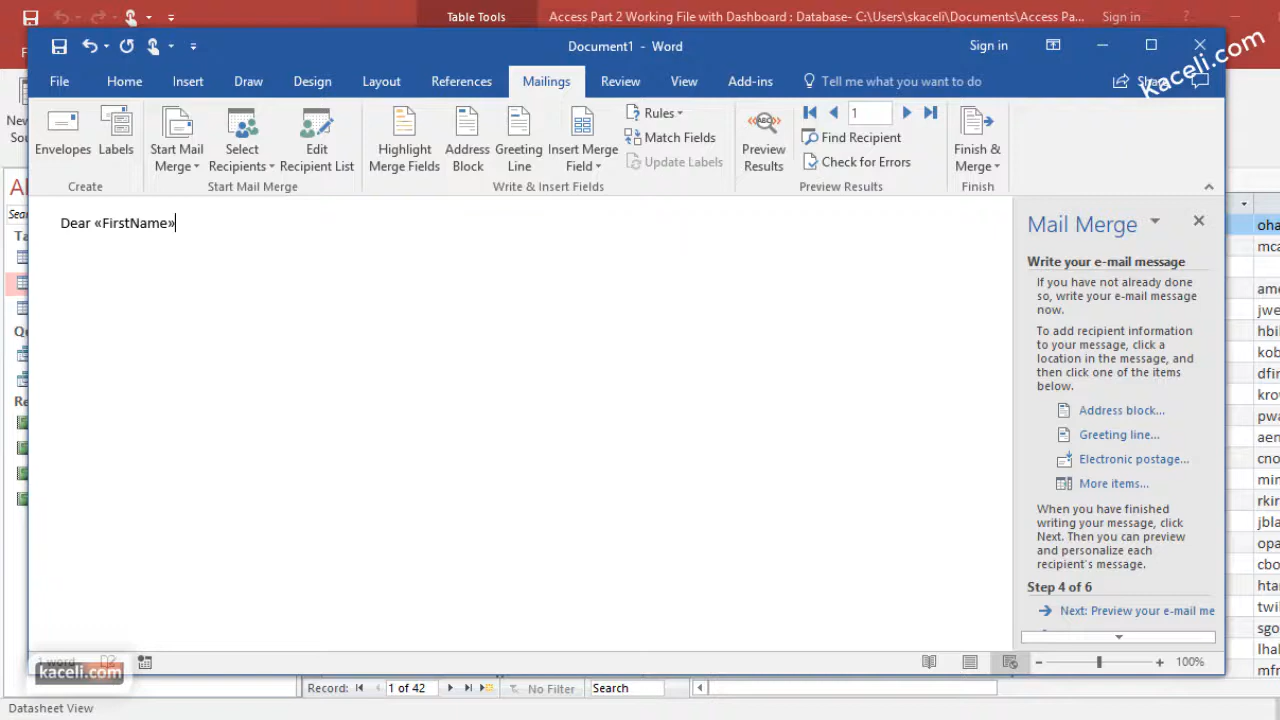 Table Tools
Access Part 2 Working File with Dashboard : Database- C:\Users\skaceli\Documents\Access Pa...
Sign in
?
Document1 - Word
Sign in
kaceli.com
File
Home
Insert
Draw
Design
Layout
References
Mailings
Review
View
Add-ins
Tell me what you want to do
Envelopes
Labels
Create
Start Mail
Merge
Select
Recipients
Edit
Recipient List
Start Mail Merge
Highlight
Merge Fields
Address
Block
Greeting
Line
Insert Merge
Field
Rules
Match Fields
Update Labels
Write & Insert Fields
ABC
Preview
Results
1
Find Recipient
Check for Errors
Preview Results
Finish &
Merge
Finish
Dear «FirstName»
Mail Merge
Write your e-mail message
If you have not already done
so, write your e-mail message
now.
To add recipient information
to your message, click a
location in the message, and
then click one of the items
below.
Address block...
Greeting line...
Electronic postage...
More items...
When you have finished
writing your message, click
Next. Then you can preview
and personalize each
recipient's message.
Step 4 of 6
Next: Preview your e-mail me
100%
kaceli.com
Record:
1 of 42
No Filter
Search
Datasheet View